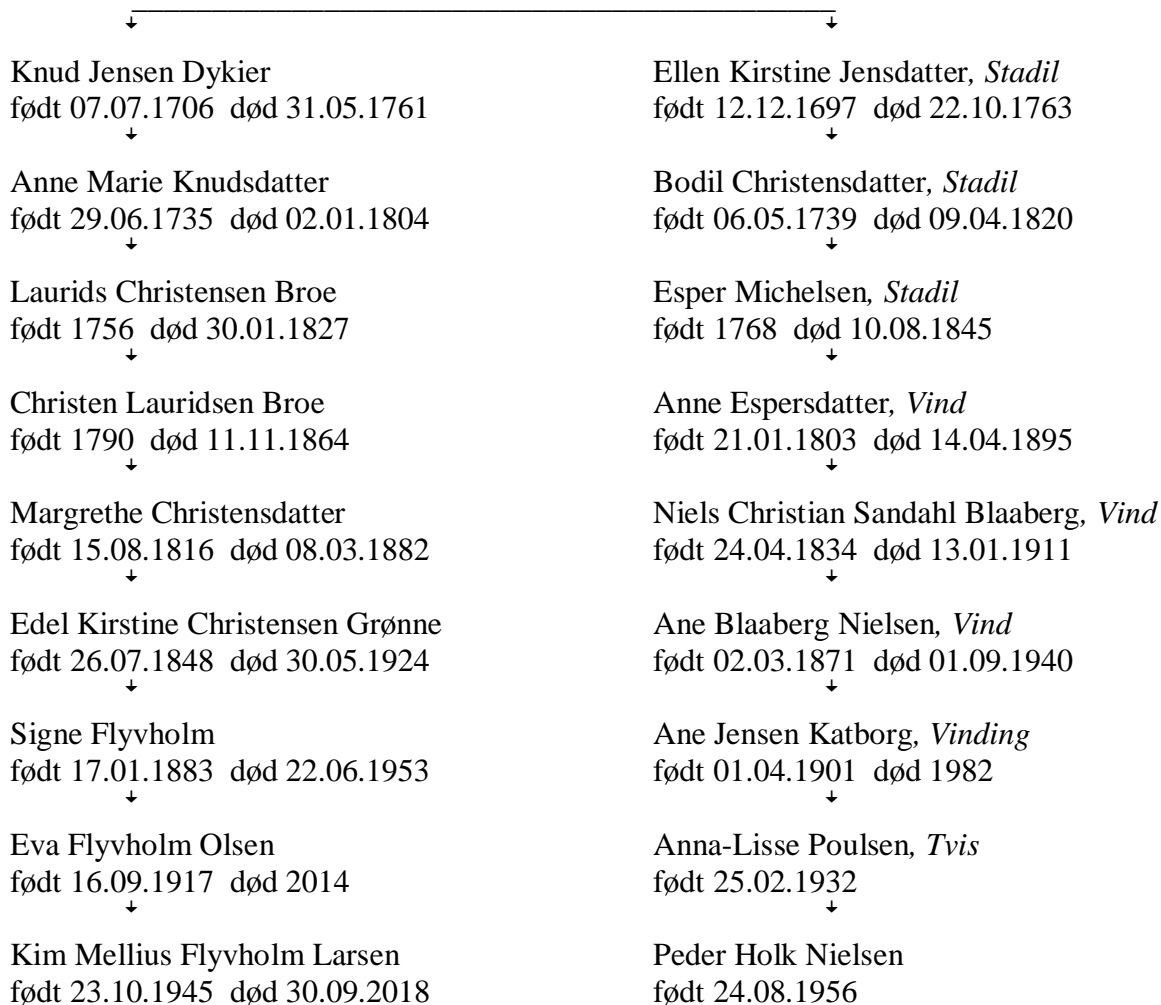 Knud Jensen Dykier
født 07.07.1706 død 31.05.1761
Anne Marie Knudsdatter
født 29.06.1735 død 02.01.1804
Laurids Christensen Broe
født 1756 død 30.01.1827
Christen Lauridsen Broe
født 1790 død 11.11.1864
Margrethe Christensdatter
født 15.08.1816 død 08.03.1882
Edel Kirstine Christensen Grønne
født 26.07.1848 død 30.05.1924
Signe Flyvholm
født 17.01.1883 død 22.06.1953
Eva Flyvholm Olsen
født 16.09.1917 død 2014
Kim Mellius Flyvholm Larsen
født 23.10.1945 død 30.09.2018
Ellen Kirstine Jensdatter, Stadil
født 12.12.1697 død 22.10.1763
Bodil Christensdatter, Stadil
født 06.05.1739 død 09.04.1820
Esper Michelsen, Stadil
født 1768 død 10.08.1845
Anne Espersdatter, Vind
født 21.01.1803 død 14.04.1895
Niels Christian Sandahl Blaaberg, Vind
født 24.04.1834 død 13.01.1911
Ane Blaaberg Nielsen, Vind
født 02.03.1871 død 01.09.1940
Ane Jensen Katborg, Vinding
født 01.04.1901 død 1982
Anna-Lisse Poulsen, Tvis
født 25.02.1932
Peder Holk Nielsen
født 24.08.1956